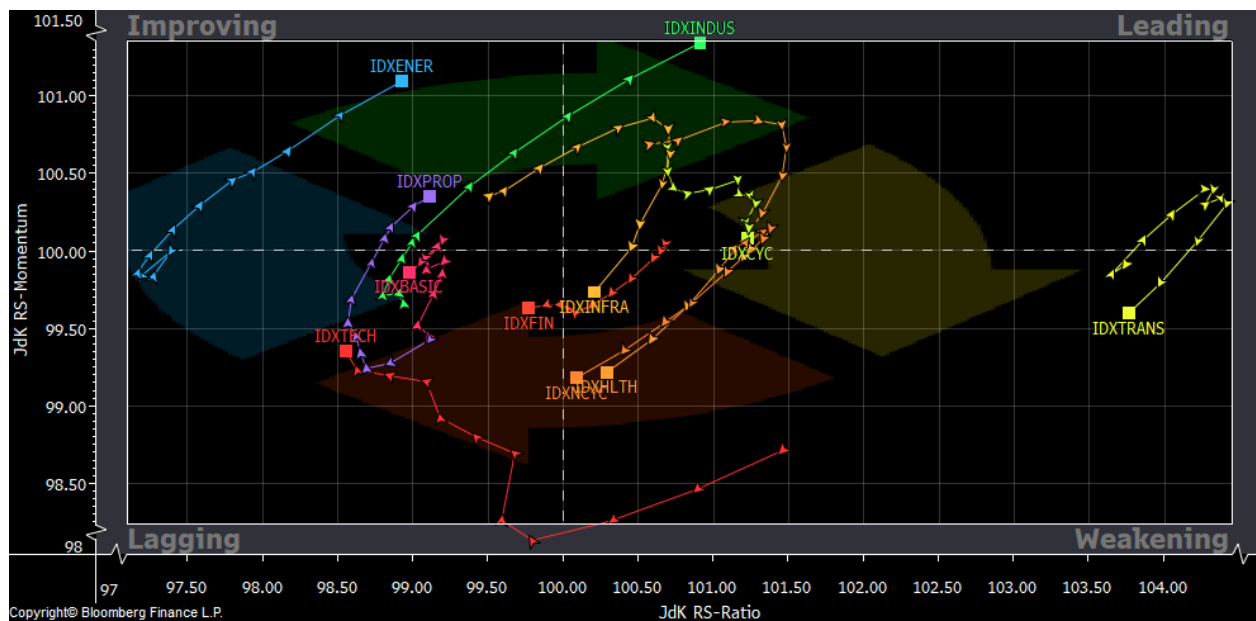 101.50
Improving
IDXINDUS
Leading
IDXENER
101.00
100.50
IDXPROP
100.00
IDXBASIC
IDXCYC
IDXINFRA
99.50
IDXFIN
IDXTRANS
IDXTECH
IDXNCYC
IDXHLTH
99.00
98.50
98
Lagging
Weakening
JdK RS-Momentum
97
97.50
98.00
98.50
99.00
99.50
100.00
100.50
101.00
101.50
102.00
102.50
103.00
103.50
104.00
Copyright© Bloomberg Finance L.P.
JdK RS-Ratio